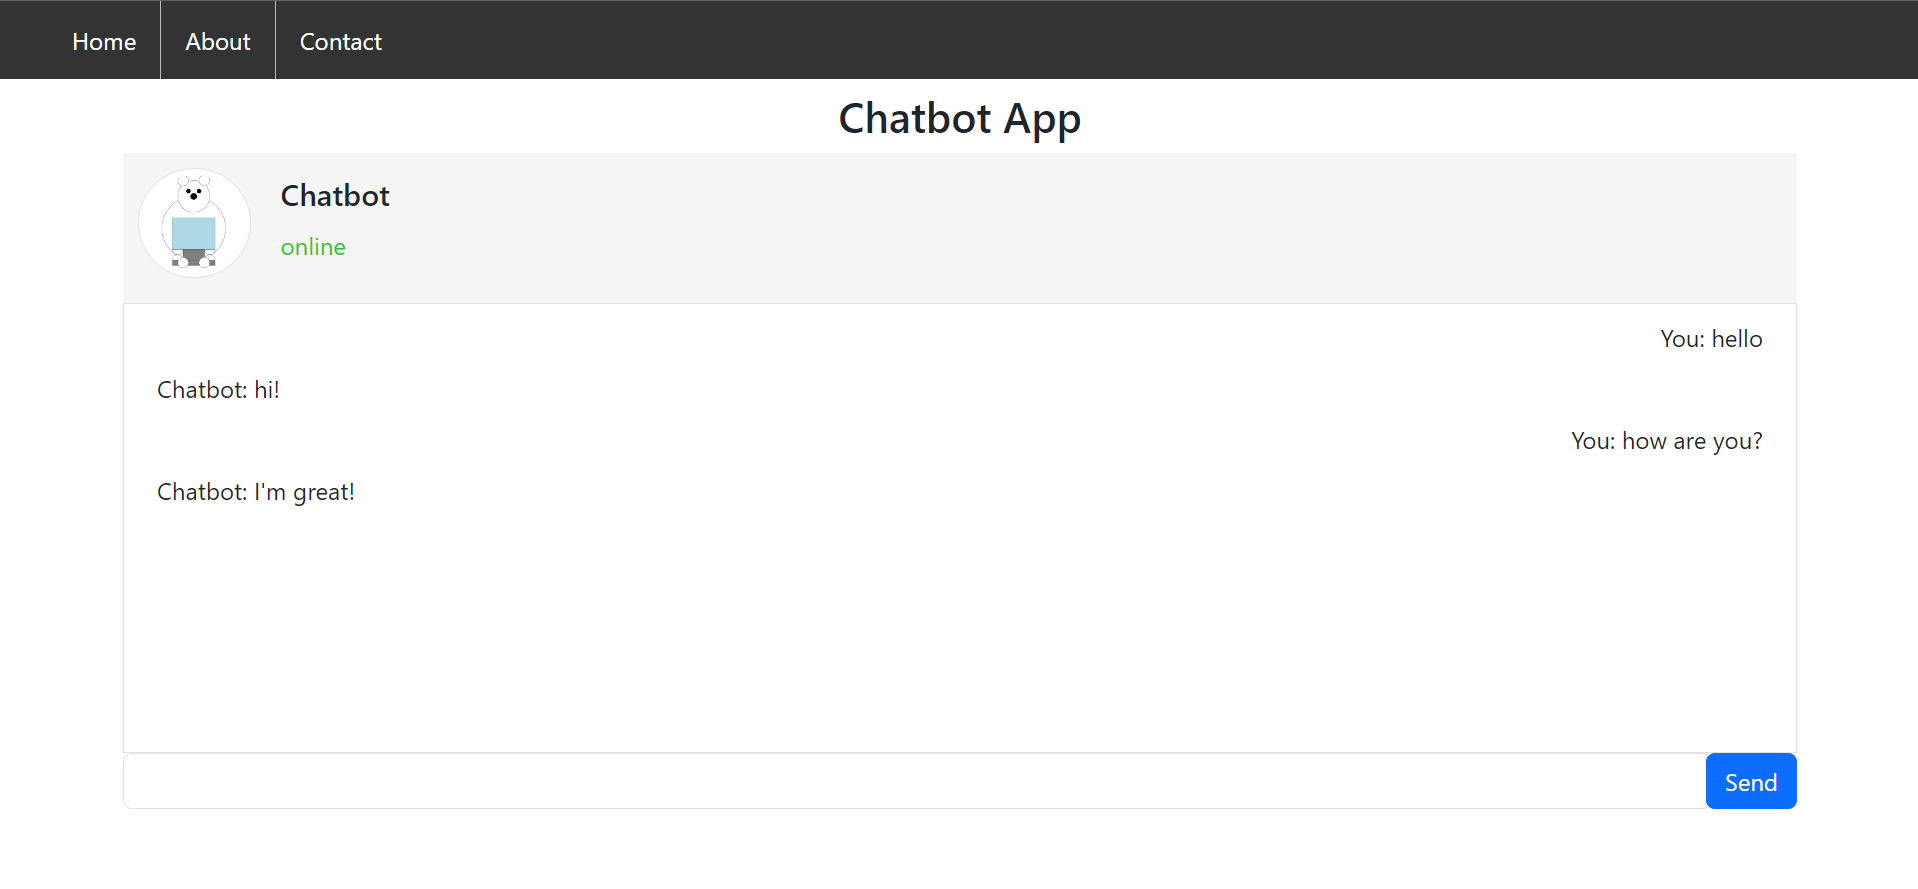 Home About Contact
Chatbot App
Chatbot
online
You: hello
Chatbot: hi!
You: how are you?
Chatbot: I'm great!
Send